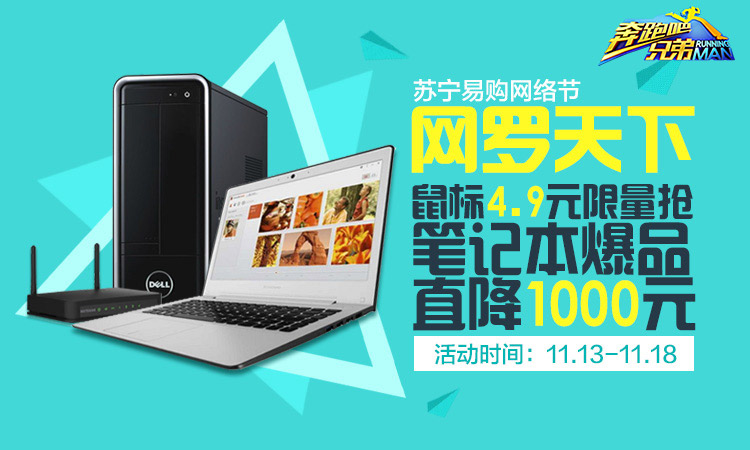 奔跑吧
兄弟
RUNNING
MAN
苏宁易购网络节
网罗天下
鼠标4.9元限量抢
笔记本爆品
直降1000元
活动时间：11.13-11.18
DELL